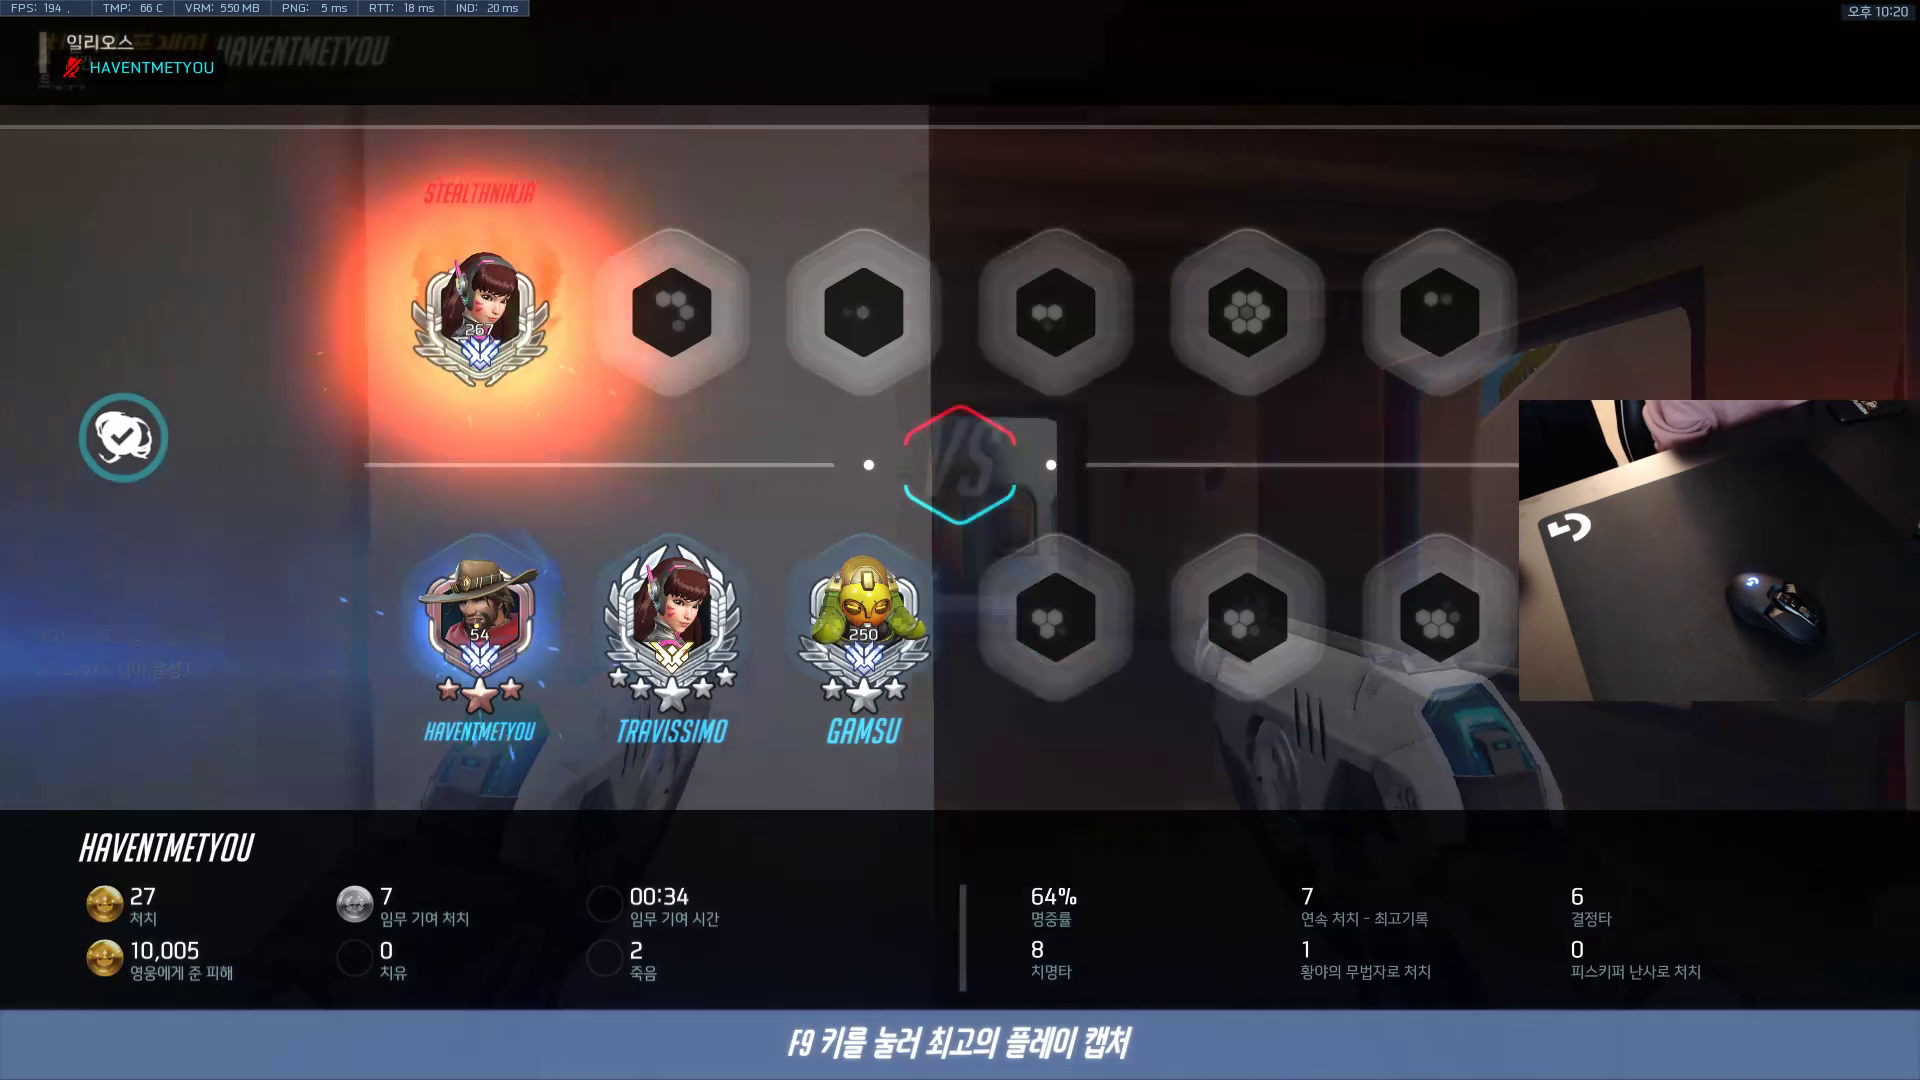 FPS: 194 . TMP: 66 C VRM: 550 MB PNG: 5 ms RTT: 18 ms IND: 20 ms
오후 10:20
일리오스
HAVENTMETYOU
플레이 HAVENTMETYOU
STEALTHNINJA
267
VS
54
250
HAVENTMETYOU TRAVISSIMO GAMSU
HAVENTMETYOU
27
처치
7
임무 기여 처치
00:34
임무 기여 시간
64%
명중률
7
연속 처치 - 최고기록
6
결정타
10,005
영웅에게 준 피해
0
치유
2
죽음
8
치명타
1
황야의 무법자로 처치
0
피스키퍼 난사로 처치
F9 키를 눌러 최고의 플레이 캡처